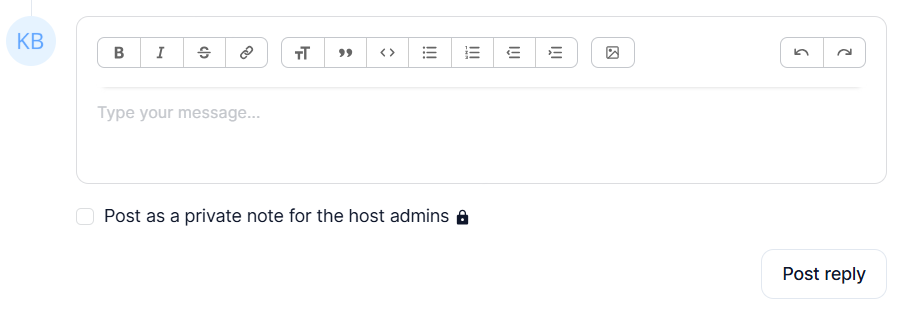 KB
B I S
Type your message...
Post as a private note for the host admins
Post reply